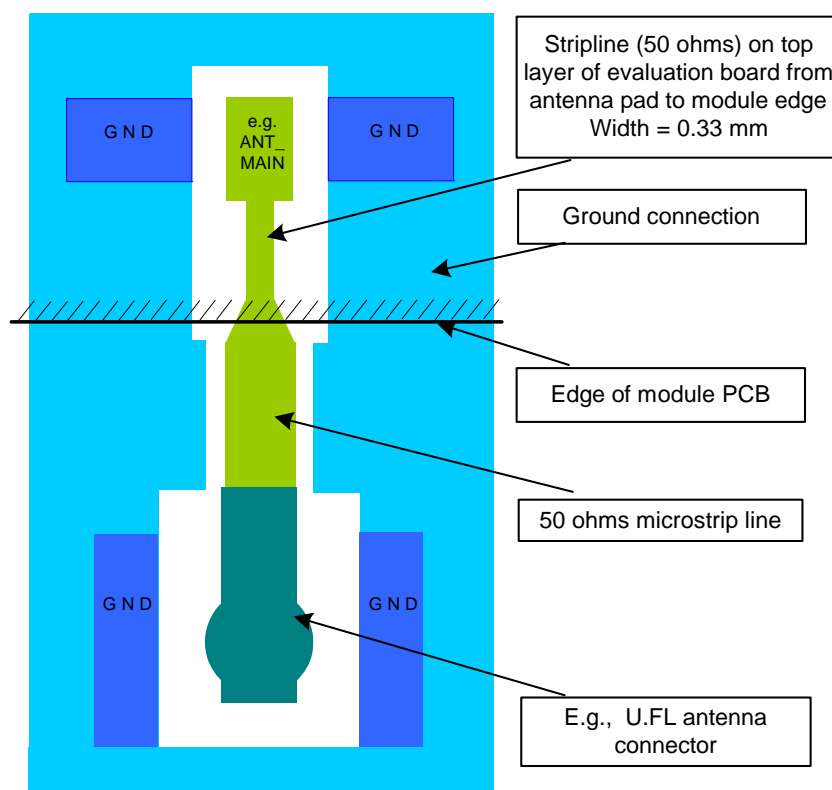 Stripline (50 ohms) on top
layer of evaluation board from
antenna pad to module edge
Width = 0.33 mm
G N D
e.g.
ANT_
MAIN
G N D
Ground connection
Edge of module PCB
50 ohms microstrip line
G N D
G N D
E.g., U.FL antenna
connector